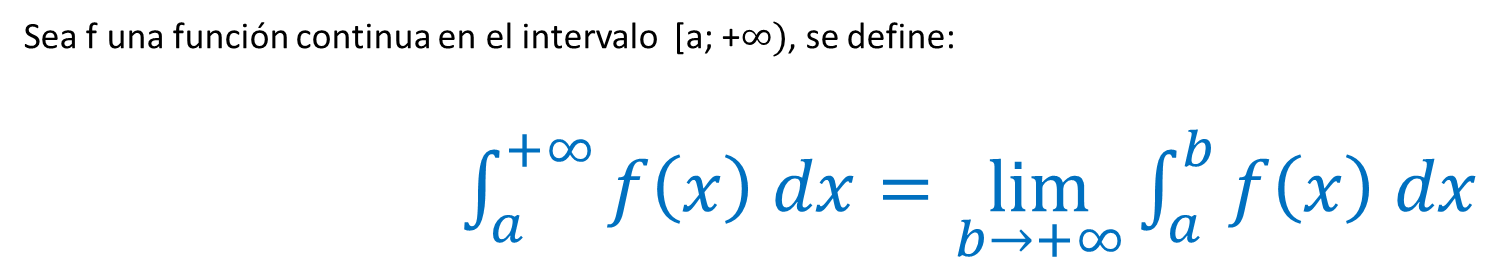 Sea f una función continua en el intervalo [a; +∞), se define:
∫_a^{+∞} f(x) dx = lim_{b→+∞} ∫_a^b f(x) dx